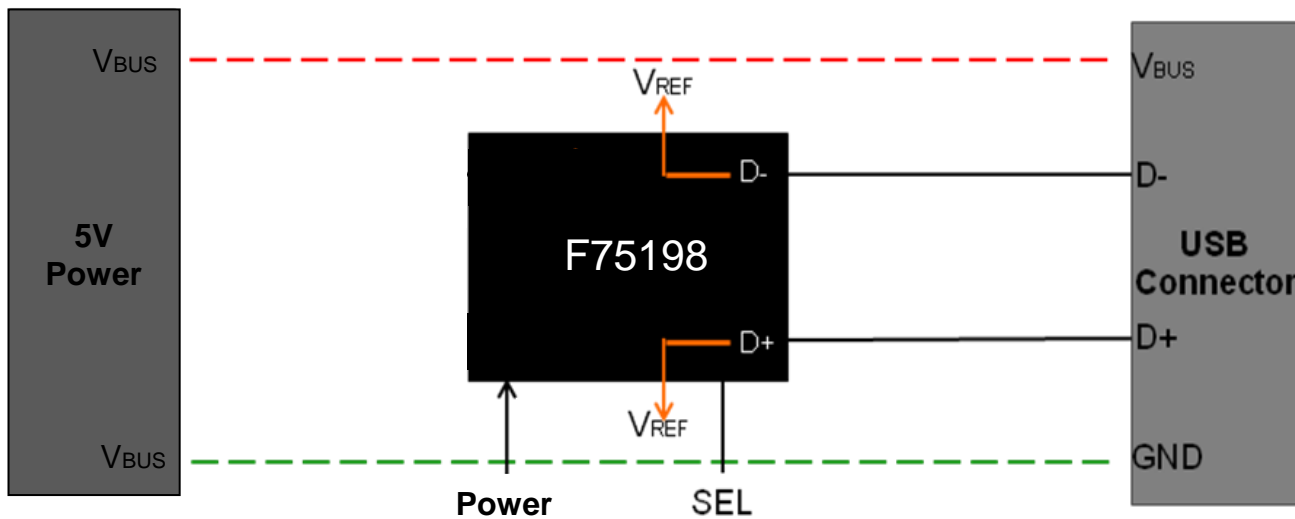 VBUS
5V
Power
VBUS
VREF
D-
F75198
D+
VREF
Power
SEL
VBUS
D-
USB
Connector
D+
GND